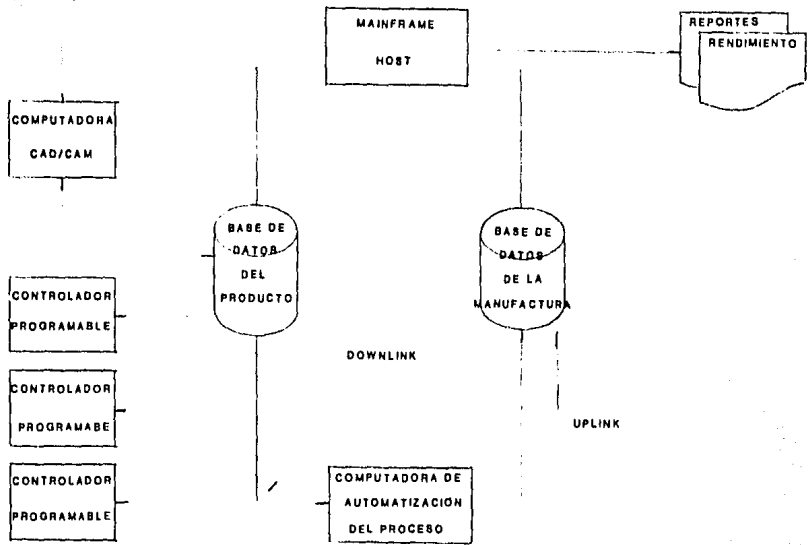 MAINFRAME
HOST
REPORTES
RENDIMIENTO
COMPUTADORA
CAD/CAM
BASE DE
DATOS
DEL
PRODUCTO
BASE DE
DATOS
DE LA
MANUFACTURA
CONTROLADOR
PROGRAMABLE
DOWNLINK
CONTROLADOR
PROGRAMABE
UPLINK
CONTROLADOR
PROGRAMABLE
COMPUTADORA DE
AUTOMATIZACIÓN
DEL PROCESO